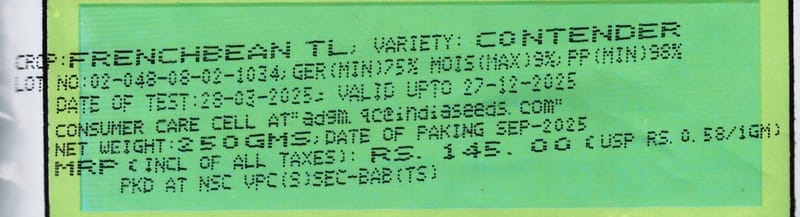 CROP:FRENCHBEAN TL, VARIETY: CONTENDER
LOT NO:02-048-08-02-1034;GER(MIN)75% MOIS(MAX)9%;PP(MIN)98%
DATE OF TEST:28-03-2025. VALID UPTO 27-12-2025
CONSUMER CARE CELL AT"adgm.qc@indiaseeds.com"
NET WEIGHT:250GMS;DATE OF PAKING SEP-2025
MRP (INCL OF ALL TAXES): RS. 145.00(USP RS.0.58/1GM)
PKD AT NSC VPC(S)SEC-BAB(TS)